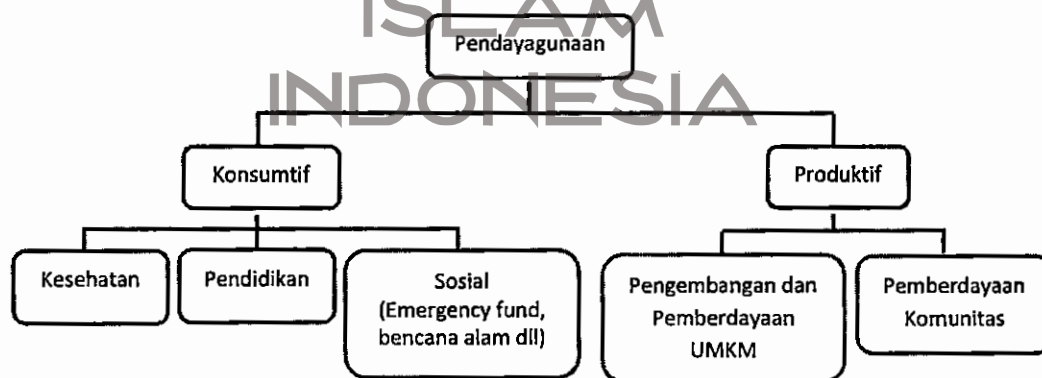 ISLAM
Pendayagunaan
INDONESIA
Konsumtif
Produktif
Kesehatan
Pendidikan
Sosial
(Emergency fund,
bencana alam dll)
Pengembangan dan
Pemberdayaan
UMKM
Pemberdayaan
Komunitas